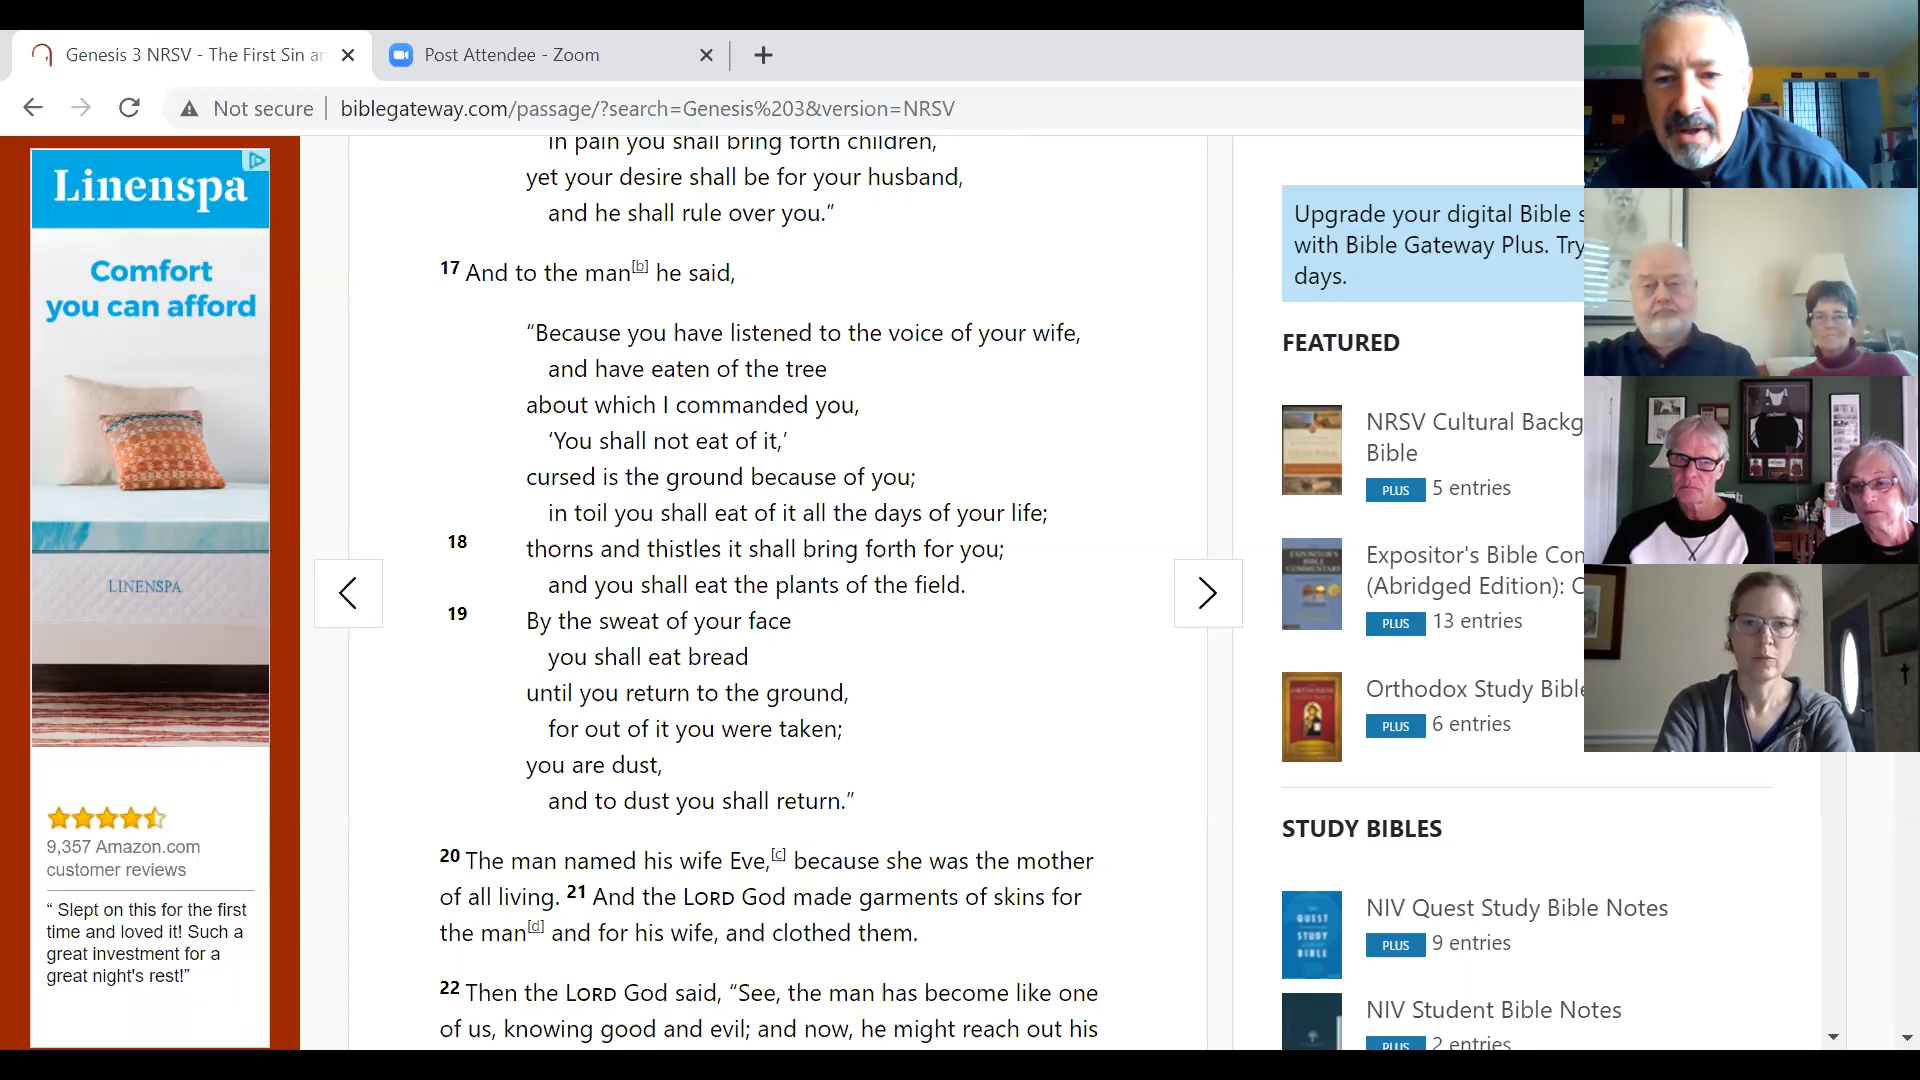 Genesis 3 NRSV - The First Sin an
Post Attendee - Zoom
Not secure
biblegateway.com/passage/?search=Genesis%203&version=NRSV
Linenspa
Comfort
you can afford
LINENSPA
9,357 Amazon.com
customer reviews
“ Slept on this for the first
time and loved it! Such a
great investment for a
great night's rest!”
in pain you shall bring forth children,
yet your desire shall be for your husband,
and he shall rule over you.”
17 And to the man[b] he said,
“Because you have listened to the voice of your wife,
and have eaten of the tree
about which I commanded you,
‘You shall not eat of it,’
cursed is the ground because of you;
in toil you shall eat of it all the days of your life;
18 thorns and thistles it shall bring forth for you;
and you shall eat the plants of the field.
19 By the sweat of your face
you shall eat bread
until you return to the ground,
for out of it you were taken;
you are dust,
and to dust you shall return.”
20 The man named his wife Eve,[c] because she was the mother
of all living. 21 And the LORD God made garments of skins for
the man[d] and for his wife, and clothed them.
22 Then the LORD God said, “See, the man has become like one
of us, knowing good and evil; and now, he might reach out his
Upgrade your digital Bible s
with Bible Gateway Plus. Try
days.
FEATURED
NRSV Cultural Backg
Bible
PLUS 5 entries
Expositor's Bible Con
(Abridged Edition): C
PLUS 13 entries
Orthodox Study Bible
PLUS 6 entries
STUDY BIBLES
QUEST
STUDY
BIBLE
NIV Quest Study Bible Notes
PLUS 9 entries
NIV Student Bible Notes
PLUS 2 entries